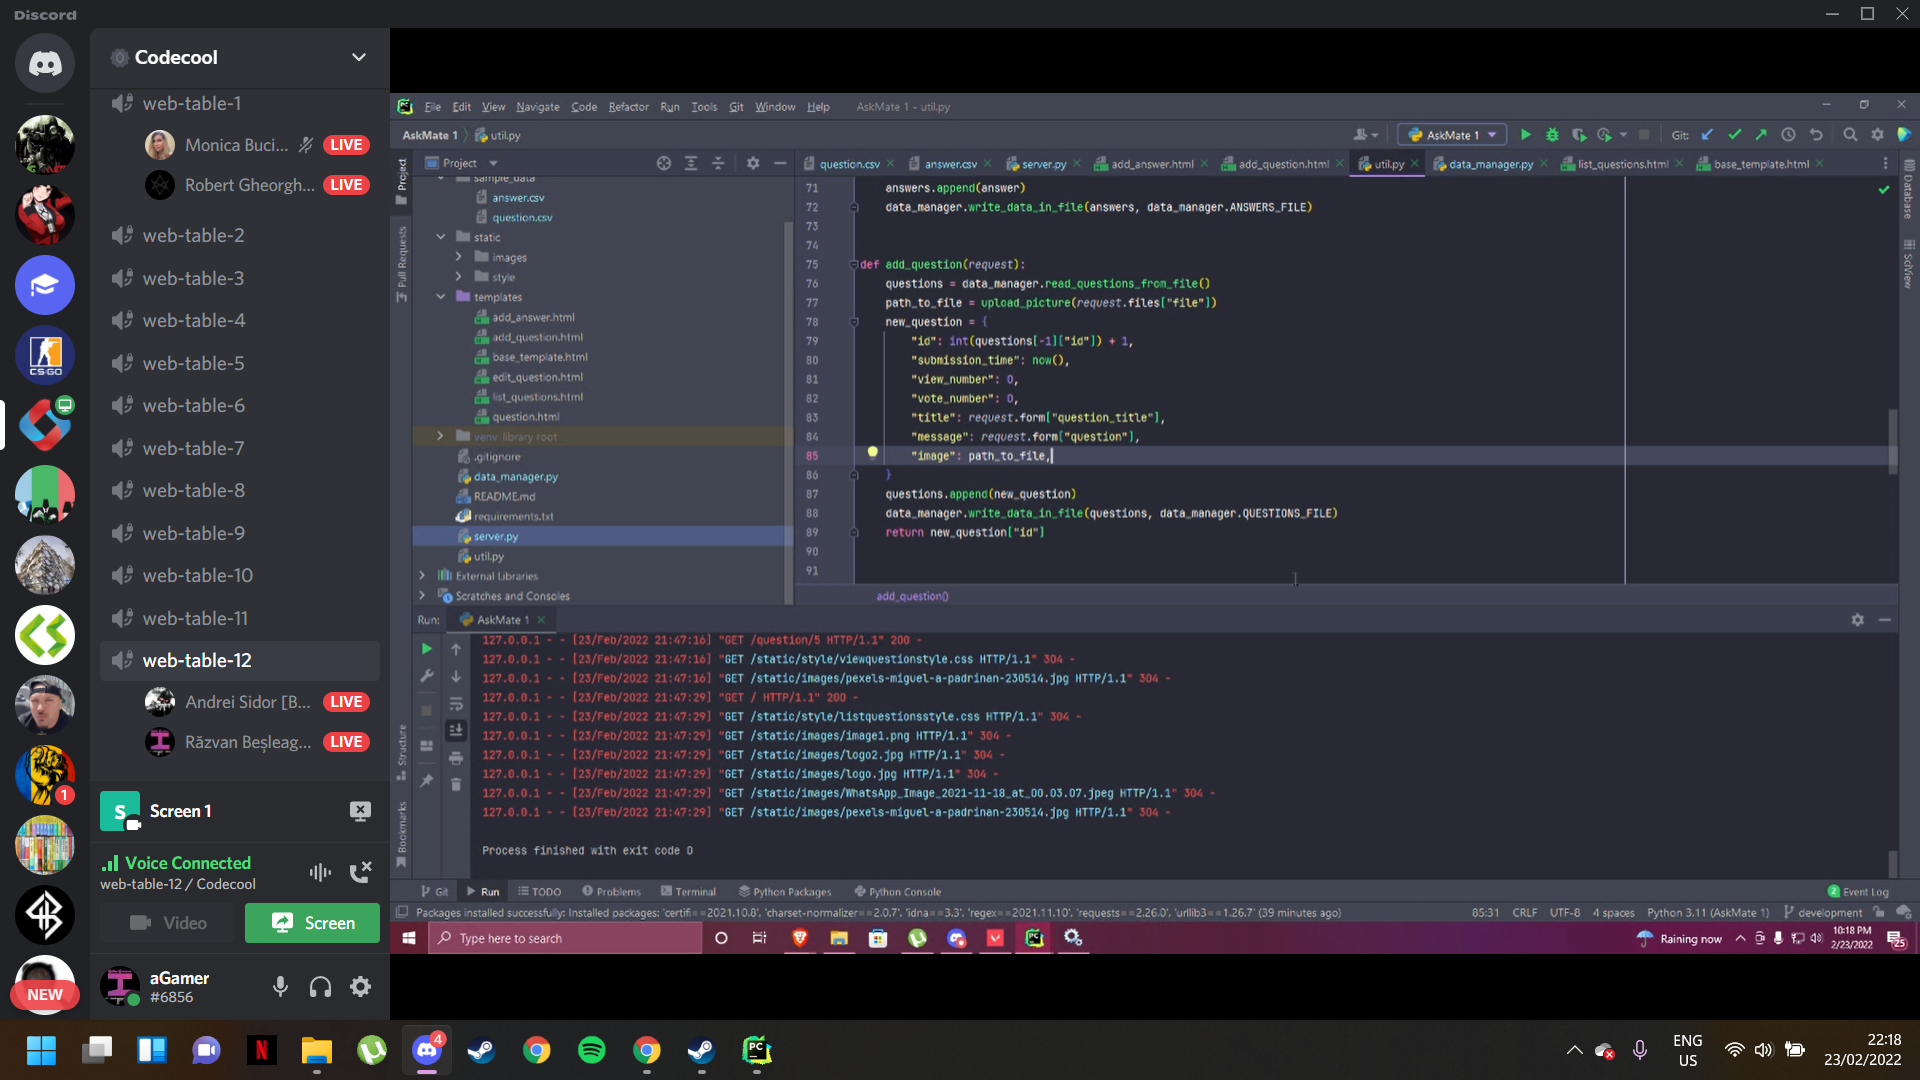 Discord
Codecool
web-table-1
Monica Buci... LIVE
Robert Gheorgh... LIVE
web-table-2
web-table-3
web-table-4
web-table-5
web-table-6
web-table-7
web-table-8
web-table-9
web-table-10
web-table-11
web-table-12
Andrei Sidor [B... LIVE
Răzvan Beșleag... LIVE
S Screen 1
Voice Connected
web-table-12 / Codecool
Video Screen
aGamer
#6856
CS:GO
1
NEW
File Edit View Navigate Code Refactor Run Tools Git Window Help AskMate 1 - util.py
AskMate 1 util.py
AskMate 1 Git:
Project
Project
Pull Requests
Structure
Bookmarks
Database
SciView
question.csv answer.csv server.py add_answer.html add_question.html util.py data_manager.py list_questions.html base_template.html
sample_data
answer.csv
question.csv
static
images
style
templates
add_answer.html
add_question.html
base_template.html
edit_question.html
list_questions.html
question.html
venv library root
.gitignore
data_manager.py
README.md
requirements.txt
server.py
util.py
External Libraries
Scratches and Consoles
71 answers.append(answer)
72 data_manager.write_data_in_file(answers, data_manager.ANSWERS_FILE)
73
74
75 def add_question(request):
76 questions = data_manager.read_questions_from_file()
77 path_to_file = upload_picture(request.files["file"])
78 new_question = {
79 "id": int(questions[-1]["id"]) + 1,
80 "submission_time": now(),
81 "view_number": 0,
82 "vote_number": 0,
83 "title": request.form["question_title"],
84 "message": request.form["question"],
85 "image": path_to_file,
86 }
87 questions.append(new_question)
88 data_manager.write_data_in_file(questions, data_manager.QUESTIONS_FILE)
89 return new_question["id"]
90
91
add_question()
Run: AskMate 1
127.0.0.1 - - [23/Feb/2022 21:47:16] "GET /question/5 HTTP/1.1" 200 -
127.0.0.1 - - [23/Feb/2022 21:47:16] "GET /static/style/viewquestionstyle.css HTTP/1.1" 304 -
127.0.0.1 - - [23/Feb/2022 21:47:16] "GET /static/images/pexels-miguel-a-padrinan-230514.jpg HTTP/1.1" 304 -
127.0.0.1 - - [23/Feb/2022 21:47:29] "GET / HTTP/1.1" 200 -
127.0.0.1 - - [23/Feb/2022 21:47:29] "GET /static/style/listquestionsstyle.css HTTP/1.1" 304 -
127.0.0.1 - - [23/Feb/2022 21:47:29] "GET /static/images/image1.png HTTP/1.1" 304 -
127.0.0.1 - - [23/Feb/2022 21:47:29] "GET /static/images/logo2.jpg HTTP/1.1" 304 -
127.0.0.1 - - [23/Feb/2022 21:47:29] "GET /static/images/logo.jpg HTTP/1.1" 304 -
127.0.0.1 - - [23/Feb/2022 21:47:29] "GET /static/images/WhatsApp_Image_2021-11-18_at_00.03.07.jpeg HTTP/1.1" 304 -
127.0.0.1 - - [23/Feb/2022 21:47:29] "GET /static/images/pexels-miguel-a-padrinan-230514.jpg HTTP/1.1" 304 -
Process finished with exit code 0
Git Run TODO Problems Terminal Python Packages Python Console 2 Event Log
Packages installed successfully: Installed packages: 'certifi==2021.10.8', 'charset-normalizer==2.0.7', 'idna==3.3', 'regex==2021.11.10', 'requests==2.26.0', 'urllib3==1.26.7' (39 minutes ago) 85:31 CRLF UTF-8 4 spaces Python 3.11 (AskMate 1) development
Type here to search Raining now 10:18 PM
2/23/2022 25
N 4 PC ENG
US 22:18
23/02/2022